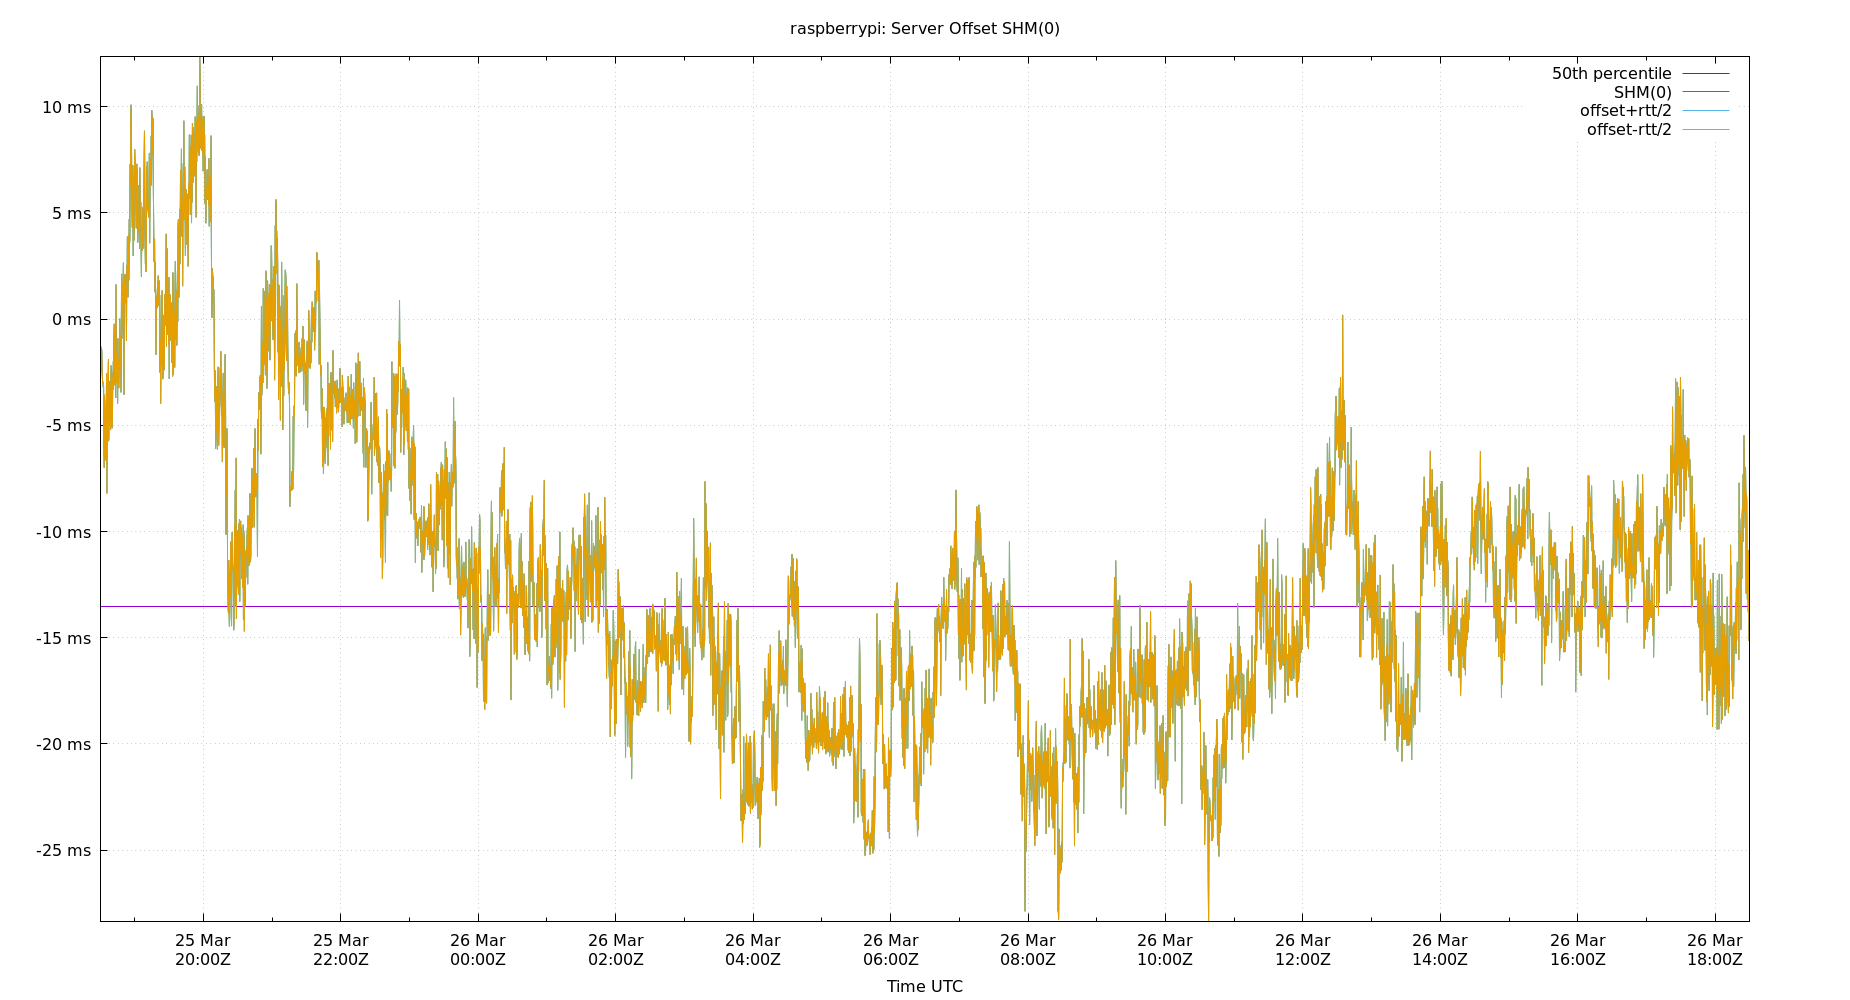 raspberrypi: Server Offset SHM(0)
50th percentile
SHM(0)
offset+rtt/2
offset-rtt/2
10 ms
5 ms
0 ms
-5 ms
-10 ms
-15 ms
-20 ms
-25 ms
25 Mar 25 Mar 26 Mar 26 Mar 26 Mar 26 Mar 26 Mar 26 Mar 26 Mar 26 Mar 26 Mar 26 Mar
20:00Z 22:00Z 00:00Z 02:00Z 04:00Z 06:00Z 08:00Z 10:00Z 12:00Z 14:00Z 16:00Z 18:00Z
Time UTC